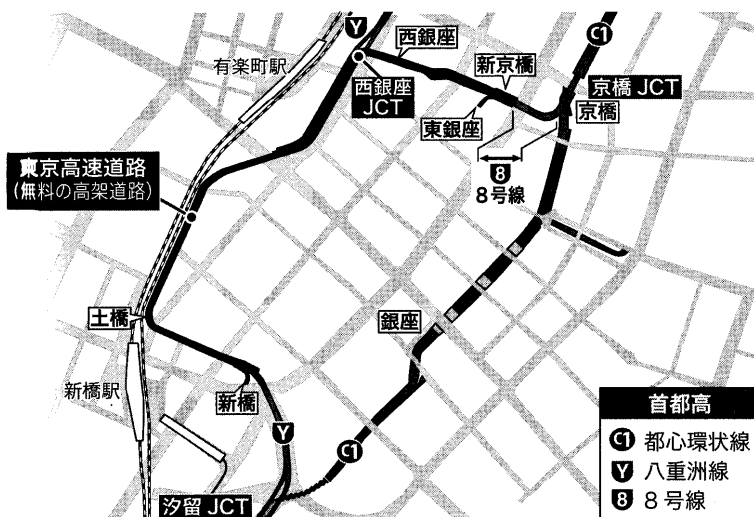 Y
西銀座
C1
有楽町駅
新京橋
西銀座
JCT
京橋 JCT
京橋
東銀座
8
8号線
東京高速道路
(無料の高架道路)
土橋
銀座
新橋駅
新橋
Y
C1
汐留 JCT
首都高
C1 都心環状線
Y 八重洲線
8 8号線